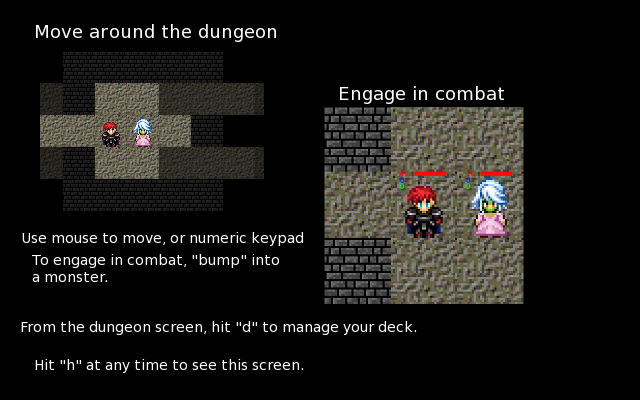 Move around the dungeon
Engage in combat
Use mouse to move, or numeric keypad
To engage in combat, "bump" into
a monster.
From the dungeon screen, hit "d" to manage your deck.
Hit "h" at any time to see this screen.